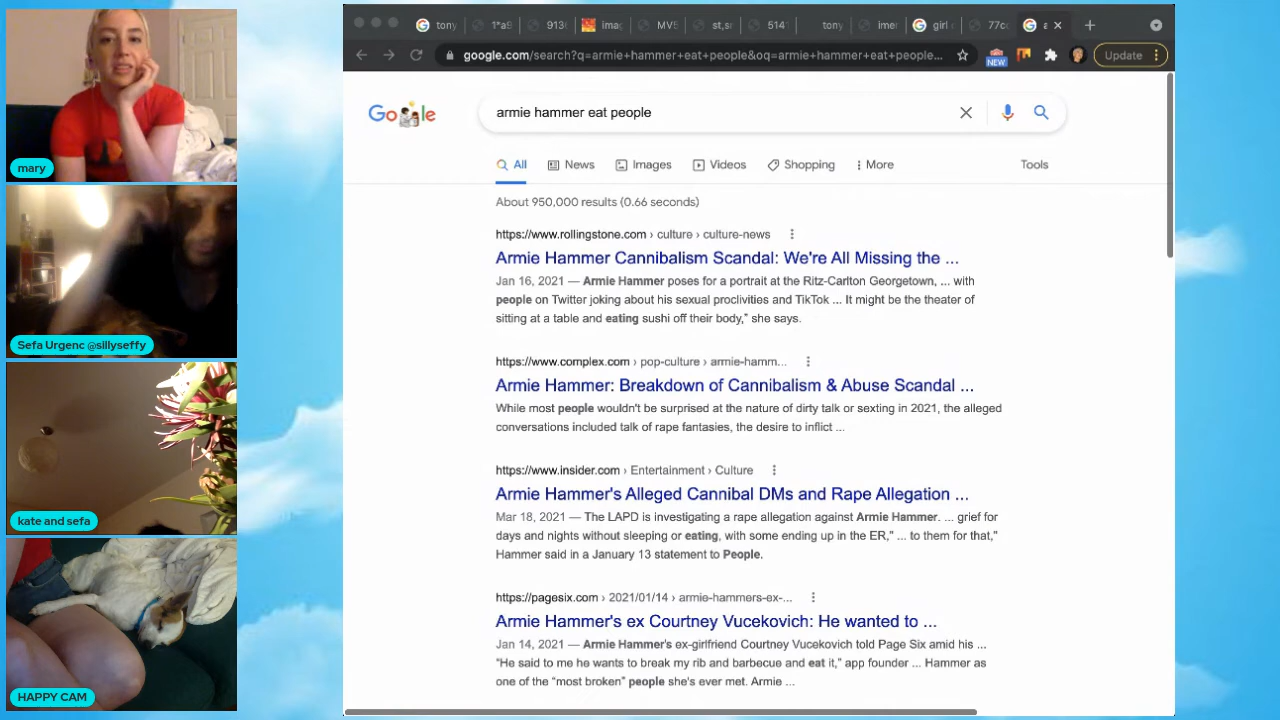 tony
1*a9
913
ima
MV5
st,s
514
tony
ime
girl
77c
a
google.com/search?q=armie+hammer+eat+people&oq=armie+hammer+eat+people...
NEW
Update
Google
armie hammer eat people
All
News
Images
Videos
Shopping
More
Tools
About 950,000 results (0.66 seconds)
https://www.rollingstone.com › culture › culture-news
Armie Hammer Cannibalism Scandal: We're All Missing the ...
Jan 16, 2021 — Armie Hammer poses for a portrait at the Ritz-Carlton Georgetown, ... with
people on Twitter joking about his sexual proclivities and TikTok ... It might be the theater of
sitting at a table and eating sushi off their body,” she says.
https://www.complex.com › pop-culture › armie-hamm...
Armie Hammer: Breakdown of Cannibalism & Abuse Scandal ...
While most people wouldn't be surprised at the nature of dirty talk or sexting in 2021, the alleged
conversations included talk of rape fantasies, the desire to inflict ...
https://www.insider.com › Entertainment › Culture
Armie Hammer's Alleged Cannibal DMs and Rape Allegation ...
Mar 18, 2021 — The LAPD is investigating a rape allegation against Armie Hammer. ... grief for
days and nights without sleeping or eating, with some ending up in the ER,” ... to them for that,"
Hammer said in a January 13 statement to People.
https://pagesix.com › 2021/01/14 › armie-hammers-ex-...
Armie Hammer's ex Courtney Vucekovich: He wanted to ...
Jan 14, 2021 — Armie Hammer's ex-girlfriend Courtney Vucekovich told Page Six amid his ...
“He said to me he wants to break my rib and barbecue and eat it,” app founder ... Hammer as
one of the “most broken” people she's ever met. Armie ...
mary
Sefa Urgenc @sillyseffy
kate and sefa
HAPPY CAM